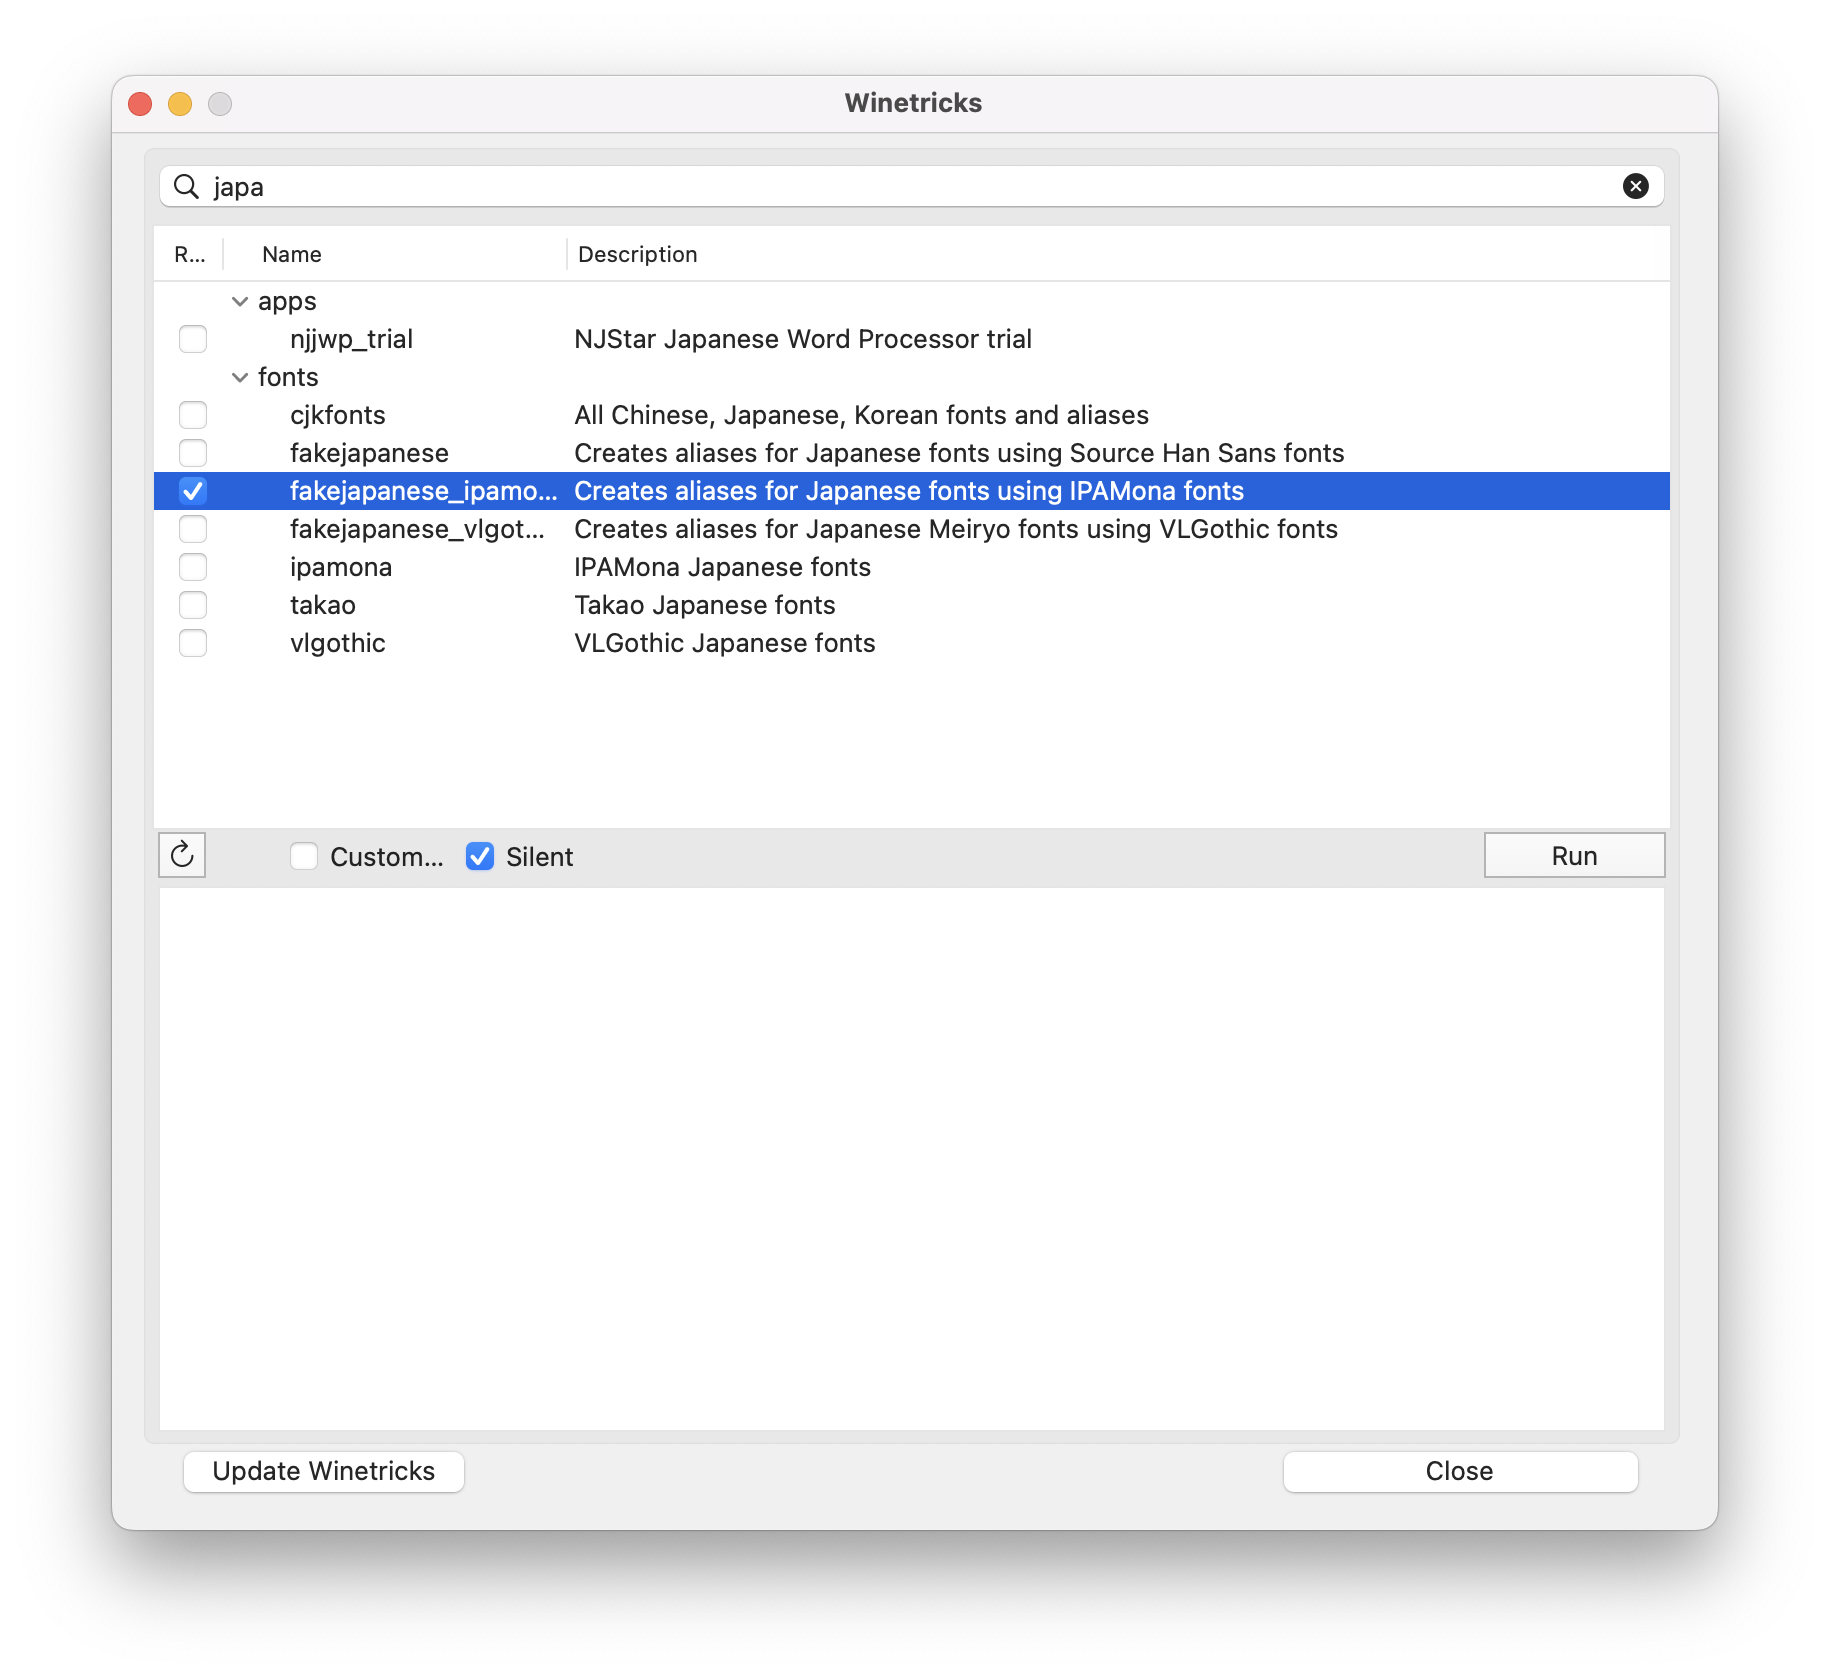 Winetricks
japa
R... Name Description
apps
njjwp_trial NJStar Japanese Word Processor trial
fonts
cjkfonts All Chinese, Japanese, Korean fonts and aliases
fakejapanese Creates aliases for Japanese fonts using Source Han Sans fonts
fakejapanese_ipamo... Creates aliases for Japanese fonts using IPAMona fonts
fakejapanese_vlgot... Creates aliases for Japanese Meiryo fonts using VLGothic fonts
ipamona IPAMona Japanese fonts
takao Takao Japanese fonts
vlgothic VLGothic Japanese fonts
Custom... Silent Run
Update Winetricks Close